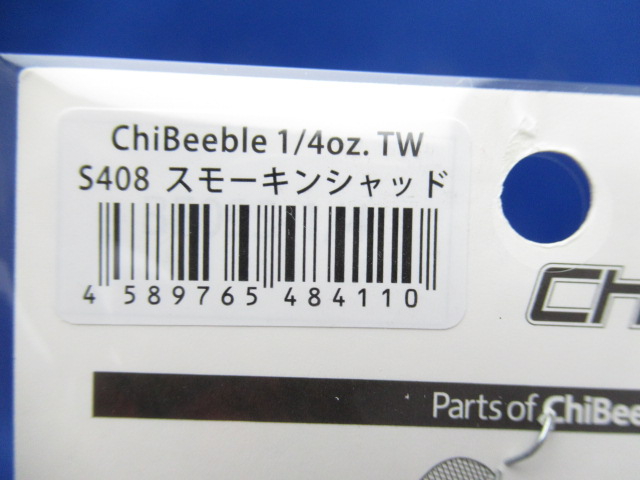 ChiBeeble 1/4oz. TW
S408 スモーキンシャッド
4 589765 484110
Parts of